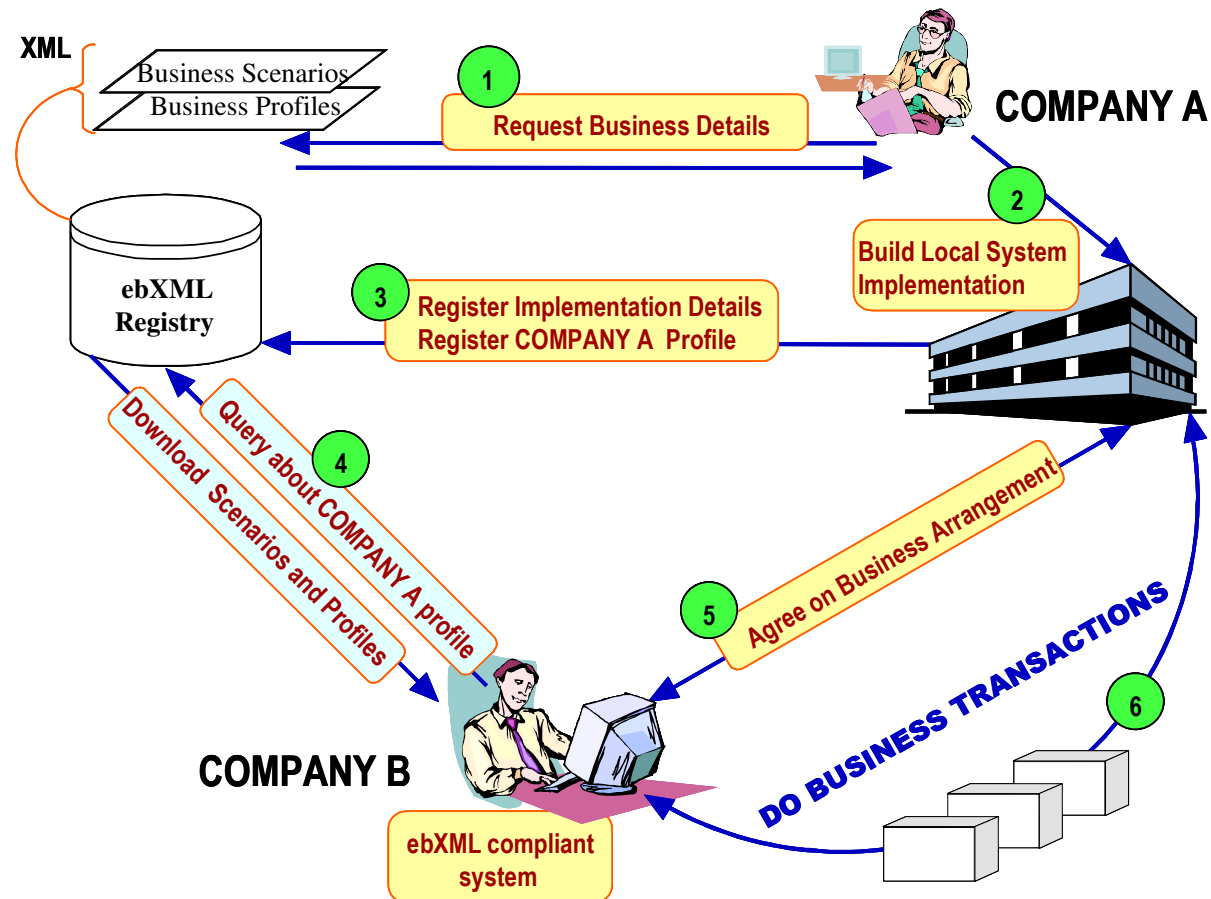 XML
Business Scenarios
Business Profiles
1
Request Business Details
COMPANY A
2
Build Local System
Implementation
ebXML
Registry
3
Register Implementation Details
Register COMPANY A Profile
4
Query about COMPANY A profile
Download Scenarios and Profiles
5
Agree on Business Arrangement
DO BUSINESS TRANSACTIONS
6
COMPANY B
ebXML compliant
system